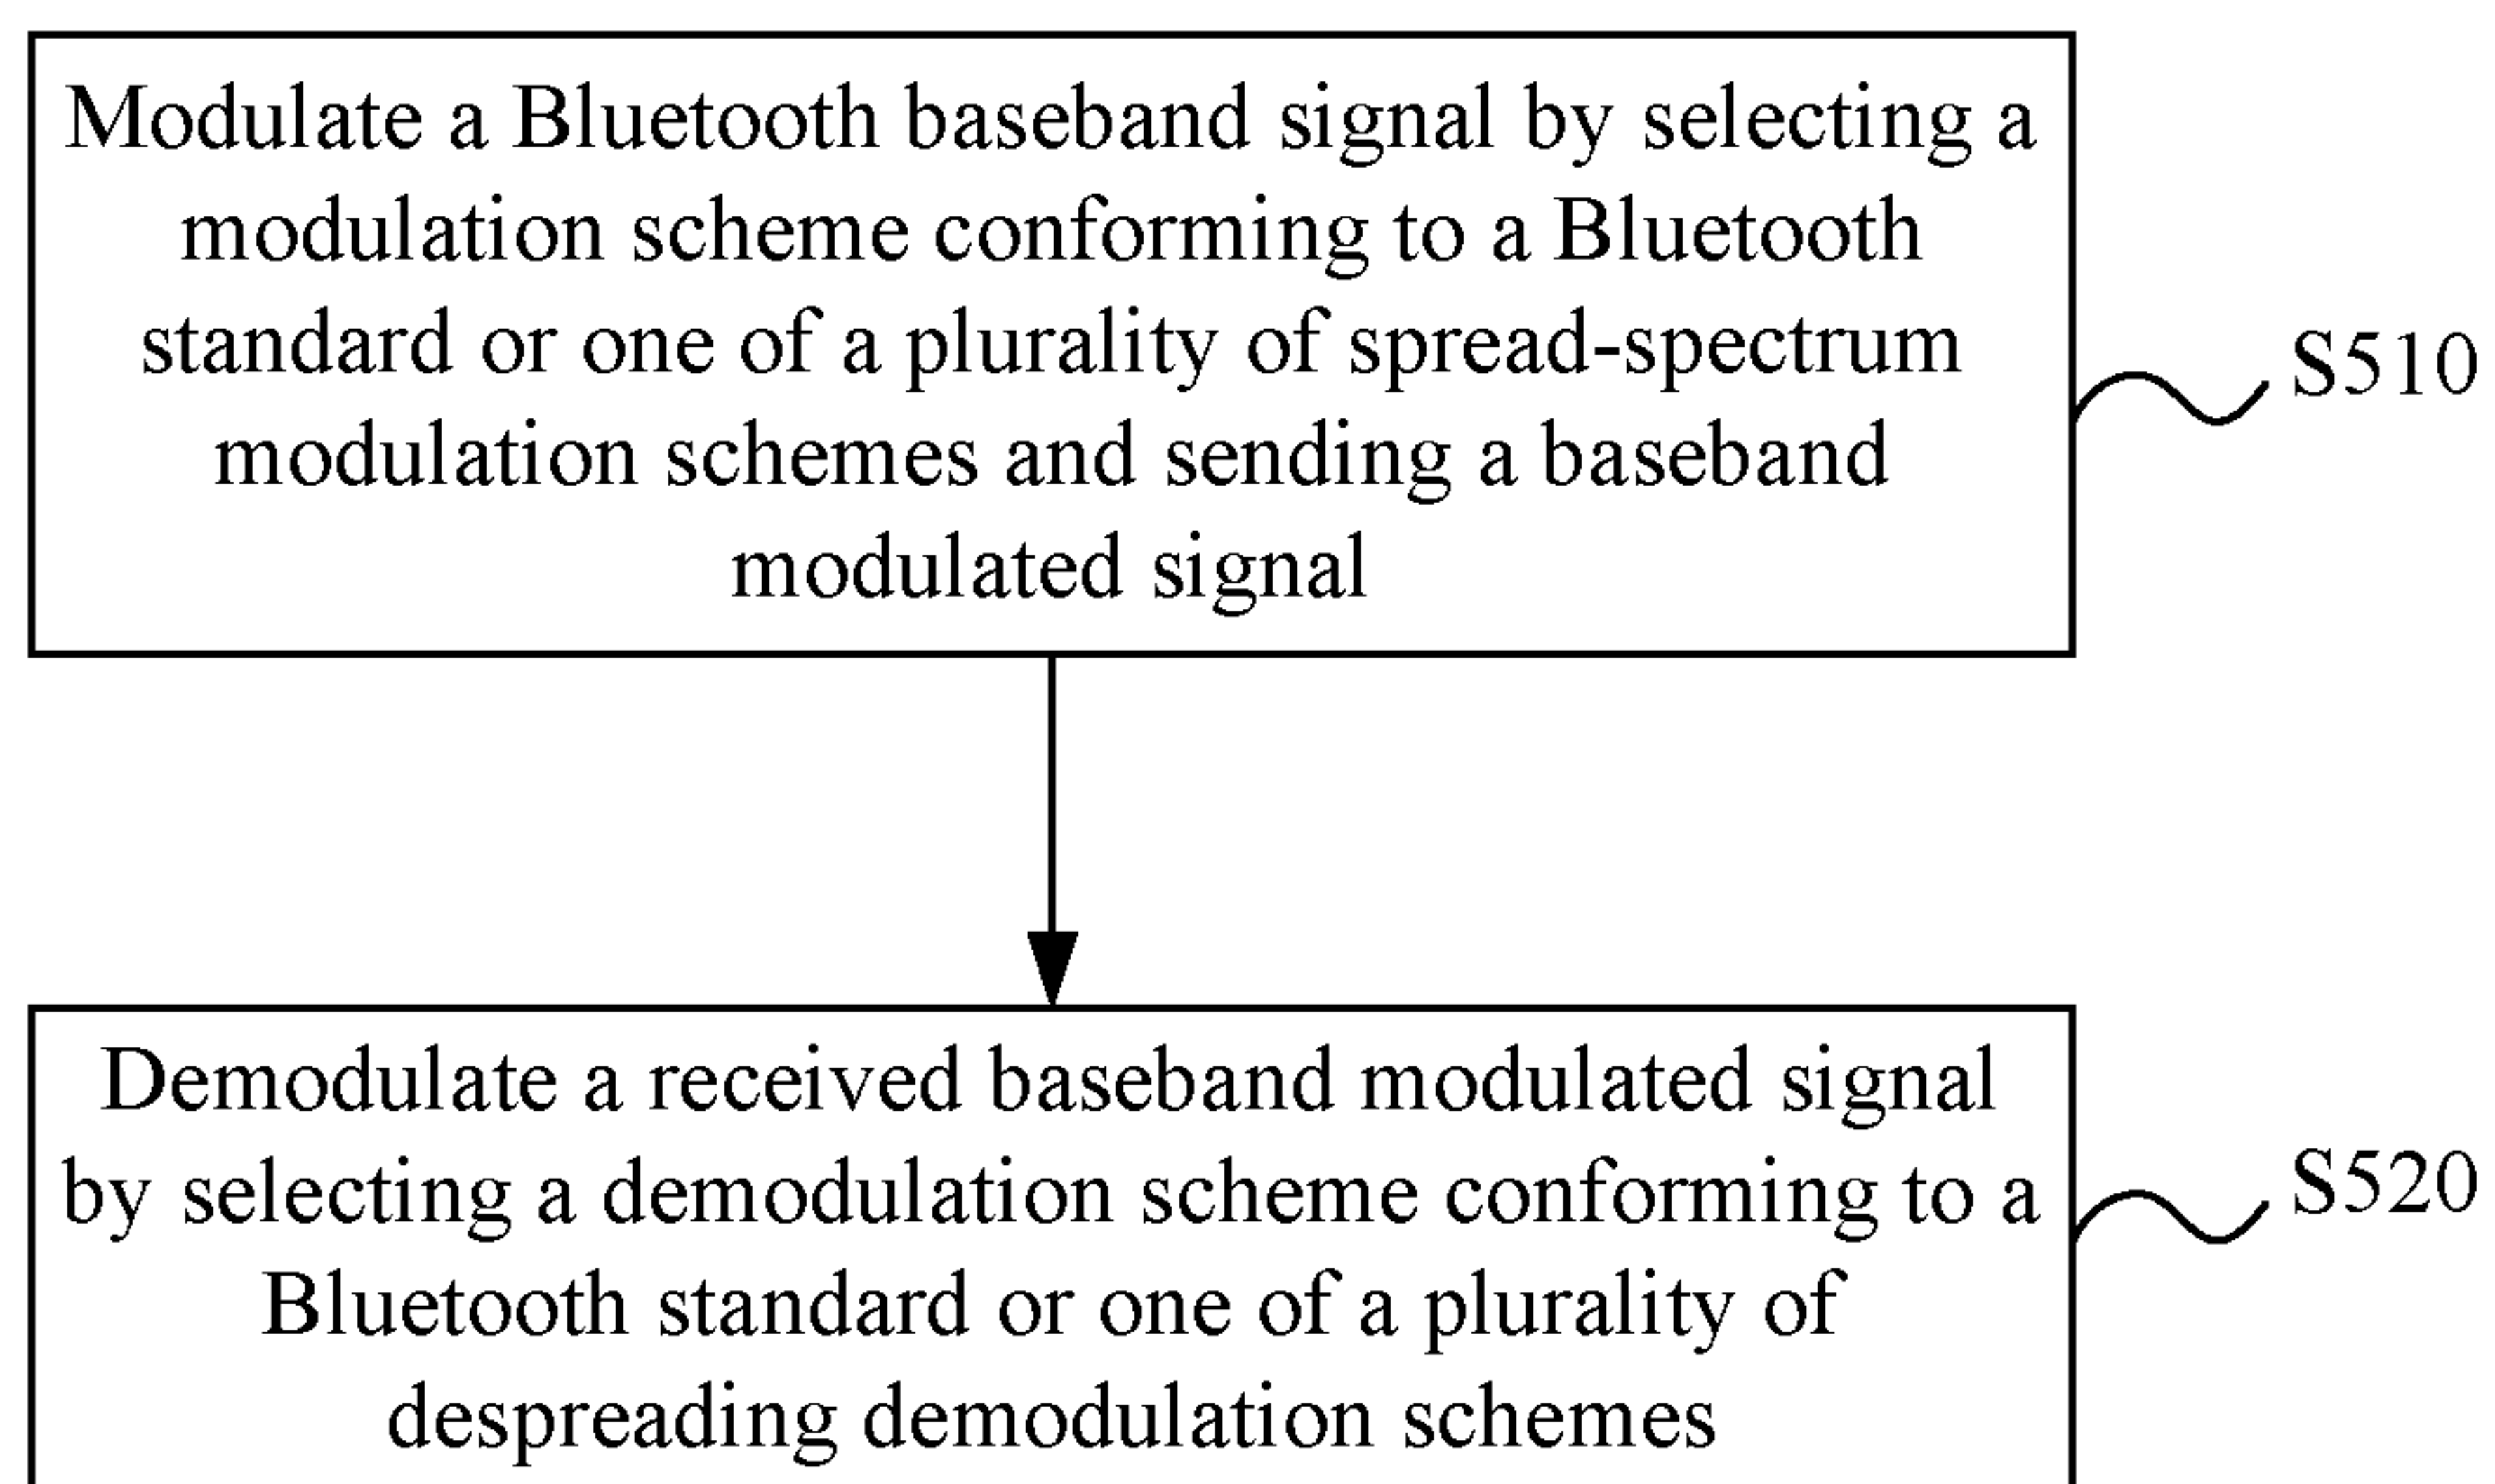 Modulate a Bluetooth baseband signal by selecting a
modulation scheme conforming to a Bluetooth
standard or one of a plurality of spread-spectrum
modulation schemes and sending a baseband
modulated signal
S510
Demodulate a received baseband modulated signal
by selecting a demodulation scheme conforming to a
Bluetooth standard or one of a plurality of
despreading demodulation schemes
S520